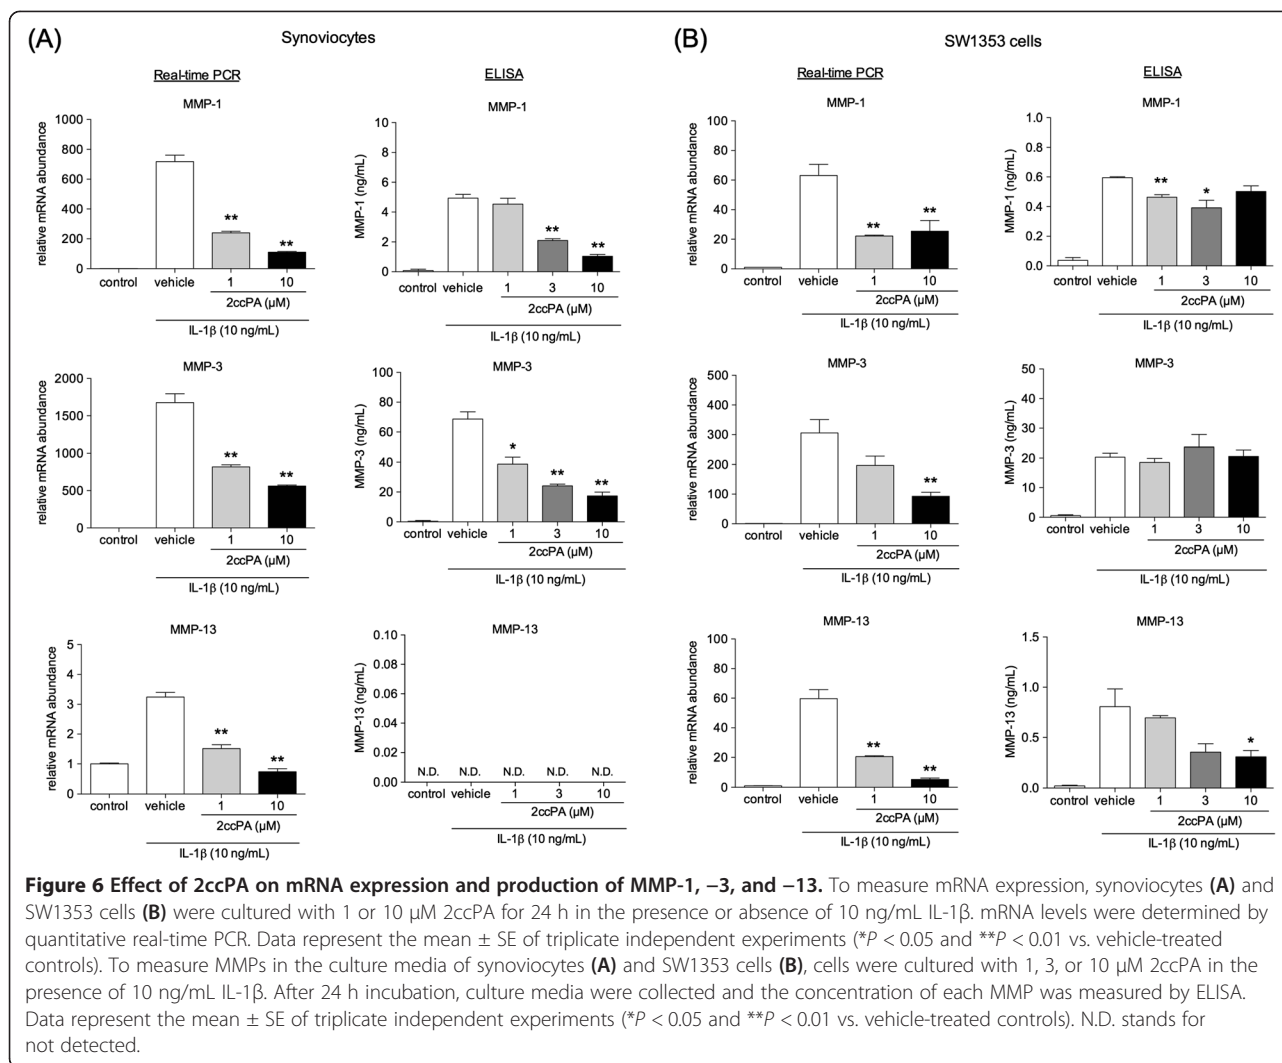 (A)
Synoviocytes
Real-time PCR
ELISA
MMP-1
relative mRNA abundance
1000
800
600
400
200
0
**
**
control
vehicle
1
10
2ccPA (µM)
IL-1β (10 ng/mL)
MMP-1
MMP-1 (ng/mL)
10
8
6
4
2
0
**
**
control
vehicle
1
3
10
2ccPA (µM)
IL-1β (10 ng/mL)
MMP-3
relative mRNA abundance
2000
1500
1000
500
0
**
**
control
vehicle
1
10
2ccPA (µM)
IL-1β (10 ng/mL)
MMP-3
MMP-3 (ng/mL)
100
80
60
40
20
0
*
**
**
control
vehicle
1
3
10
2ccPA (µM)
IL-1β (10 ng/mL)
MMP-13
relative mRNA abundance
5
4
3
2
1
0
**
**
control
vehicle
1
10
2ccPA (µM)
IL-1β (10 ng/mL)
MMP-13
MMP-13 (ng/mL)
0.10
0.08
0.06
0.04
0.02
0.00
N.D.
N.D.
N.D.
N.D.
N.D.
control
vehicle
1
3
10
2ccPA (µM)
IL-1β (10 ng/mL)
(B)
SW1353 cells
Real-time PCR
ELISA
MMP-1
relative mRNA abundance
100
80
60
40
20
0
**
**
control
vehicle
1
10
2ccPA (µM)
IL-1β (10 ng/mL)
MMP-1
MMP-1 (ng/mL)
1.0
0.8
0.6
0.4
0.2
0.0
**
*
control
vehicle
1
3
10
2ccPA (µM)
IL-1β (10 ng/mL)
MMP-3
relative mRNA abundance
500
400
300
200
100
0
**
control
vehicle
1
10
2ccPA (µM)
IL-1β (10 ng/mL)
MMP-3
MMP-3 (ng/mL)
50
40
30
20
10
0
control
vehicle
1
3
10
2ccPA (µM)
IL-1β (10 ng/mL)
MMP-13
relative mRNA abundance
100
80
60
40
20
0
**
**
control
vehicle
1
10
2ccPA (µM)
IL-1β (10 ng/mL)
MMP-13
MMP-13 (ng/mL)
1.5
1.0
0.5
0.0
*
control
vehicle
1
3
10
2ccPA (µM)
IL-1β (10 ng/mL)
Figure 6 Effect of 2ccPA on mRNA expression and production of MMP-1, −3, and −13. To measure mRNA expression, synoviocytes (A) and
SW1353 cells (B) were cultured with 1 or 10 μM 2ccPA for 24 h in the presence or absence of 10 ng/mL IL-1β. mRNA levels were determined by
quantitative real-time PCR. Data represent the mean ± SE of triplicate independent experiments (*P < 0.05 and **P < 0.01 vs. vehicle-treated
controls). To measure MMPs in the culture media of synoviocytes (A) and SW1353 cells (B), cells were cultured with 1, 3, or 10 μM 2ccPA in the
presence of 10 ng/mL IL-1β. After 24 h incubation, culture media were collected and the concentration of each MMP was measured by ELISA.
Data represent the mean ± SE of triplicate independent experiments (*P < 0.05 and **P < 0.01 vs. vehicle-treated controls). N.D. stands for
not detected.